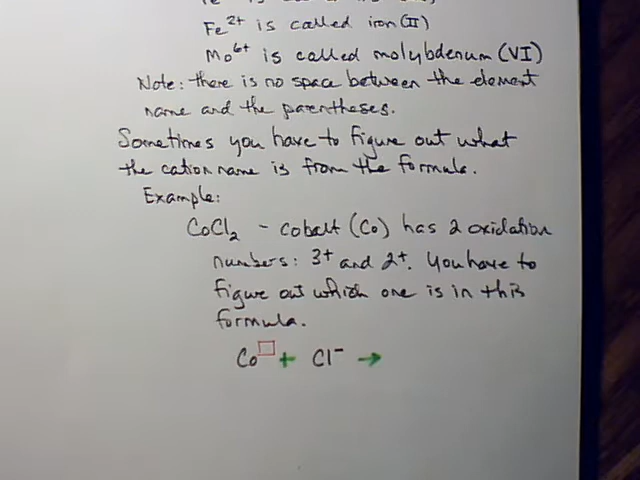 Fe²⁺ is called iron (II)
Mo⁶⁺ is called molybdenum (VI)
Note: there is no space between the element
name and the parentheses.
Sometimes you have to figure out what
the cation name is from the formula.
Example:
CoCl₂ - cobalt (Co) has 2 oxidation
numbers: 3⁺ and 2⁺. You have to
figure out which one is in this
formula.
Co□ + Cl⁻ →